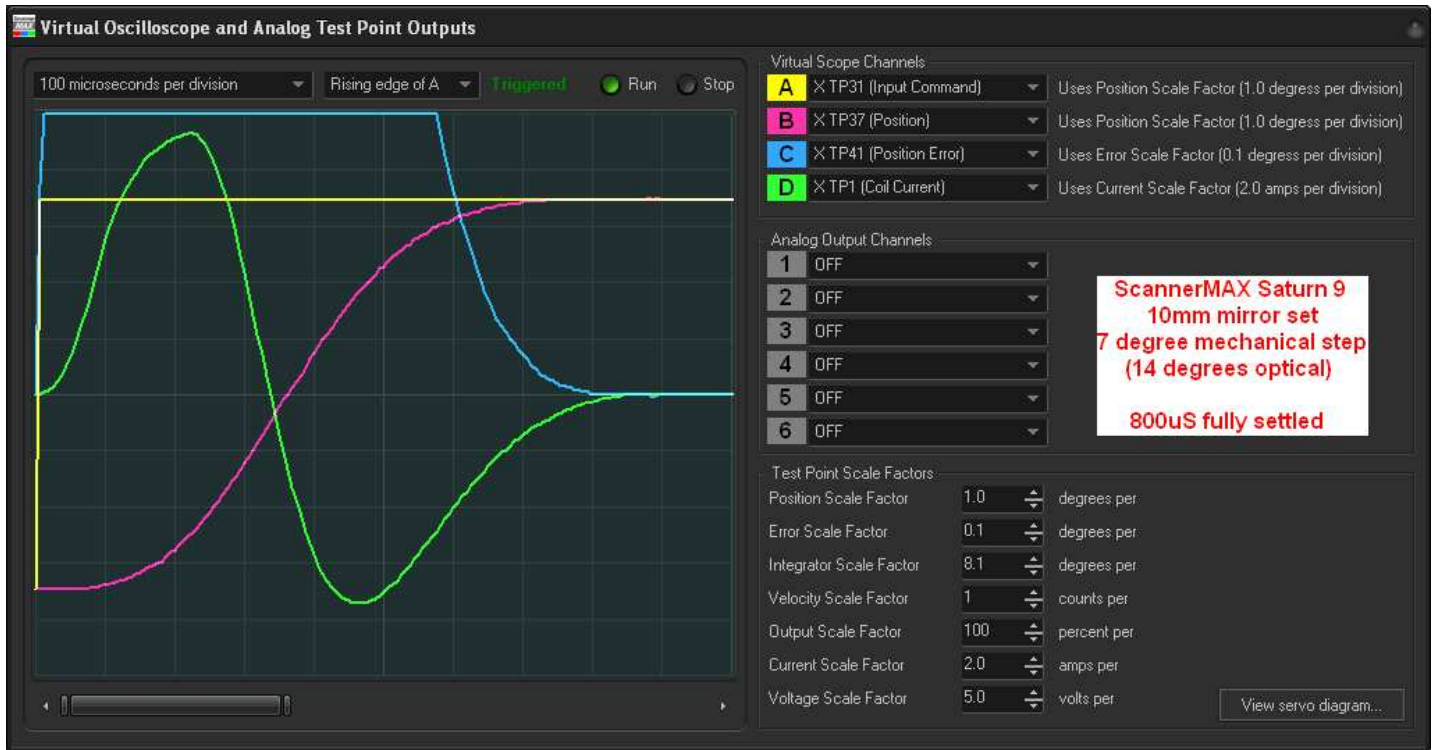 Virtual Oscilloscope and Analog Test Point Outputs
100 microseconds per division
Rising edge of A
Triggered
Run
Stop
Virtual Scope Channels
A X TP31 (Input Command) Uses Position Scale Factor (1.0 degress per division)
B X TP37 (Position) Uses Position Scale Factor (1.0 degress per division)
C X TP41 (Position Error) Uses Error Scale Factor (0.1 degress per division)
D X TP1 (Coil Current) Uses Current Scale Factor (2.0 amps per division)
Analog Output Channels
1 OFF
2 OFF
3 OFF
4 OFF
5 OFF
6 OFF
ScannerMAX Saturn 9
10mm mirror set
7 degree mechanical step
(14 degrees optical)
800uS fully settled
Test Point Scale Factors
Position Scale Factor 1.0 degrees per
Error Scale Factor 0.1 degrees per
Integrator Scale Factor 8.1 degrees per
Velocity Scale Factor 1 counts per
Output Scale Factor 100 percent per
Current Scale Factor 2.0 amps per
Voltage Scale Factor 5.0 volts per
View servo diagram...